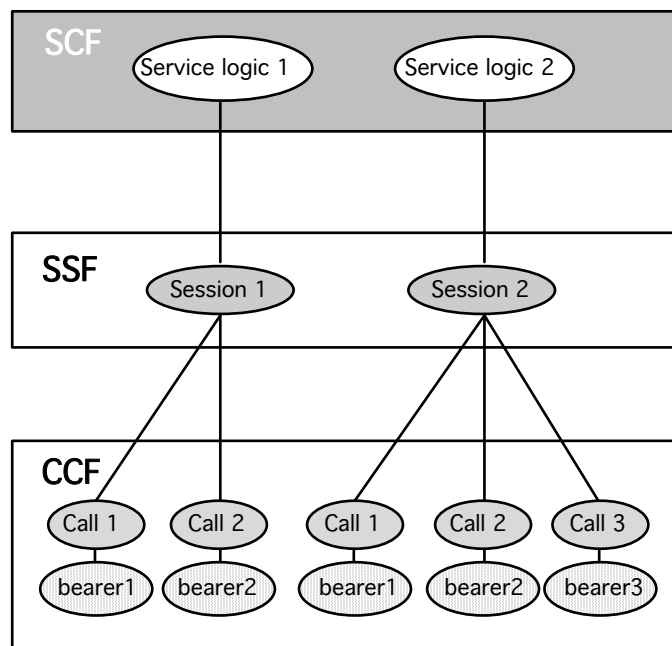 SCF
Service logic 1
Service logic 2
SSF
Session 1
Session 2
CCF
Call 1
Call 2
Call 1
Call 2
Call 3
bearer1
bearer2
bearer1
bearer2
bearer3